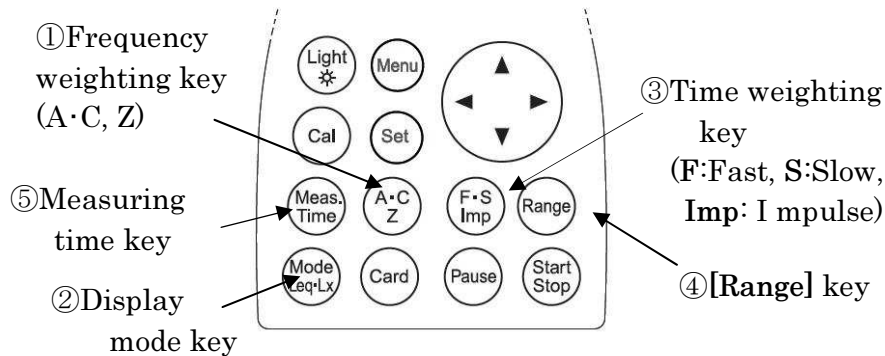 ①Frequency
weighting key
(A･C, Z)
⑤Measuring
time key
②Display
mode key
Light
Menu
Cal
Set
Meas.
Time
A･C
Z
F･S
Imp
Range
Mode
Leq･Lx
Card
Pause
Start
Stop
③Time weighting
key
(F:Fast, S:Slow,
Imp: I mpulse)
④[Range] key